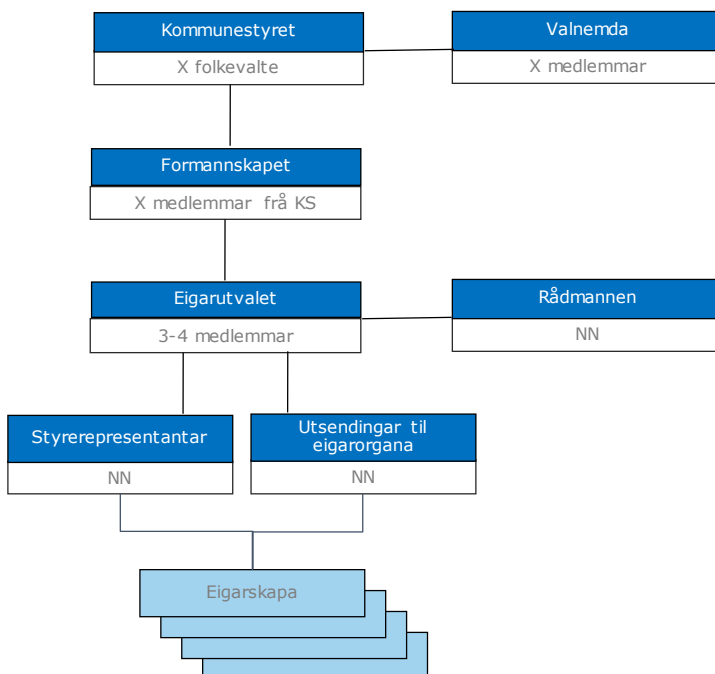 Kommunestyret
X folkevalte
Valnemda
X medlemmar
Formannskapet
X medlemmar frå KS
Eigarutvalet
3-4 medlemmar
Rådmannen
NN
Styrerepresentantar
NN
Utsendingar til
eigarorgana
NN
Eigarskapa